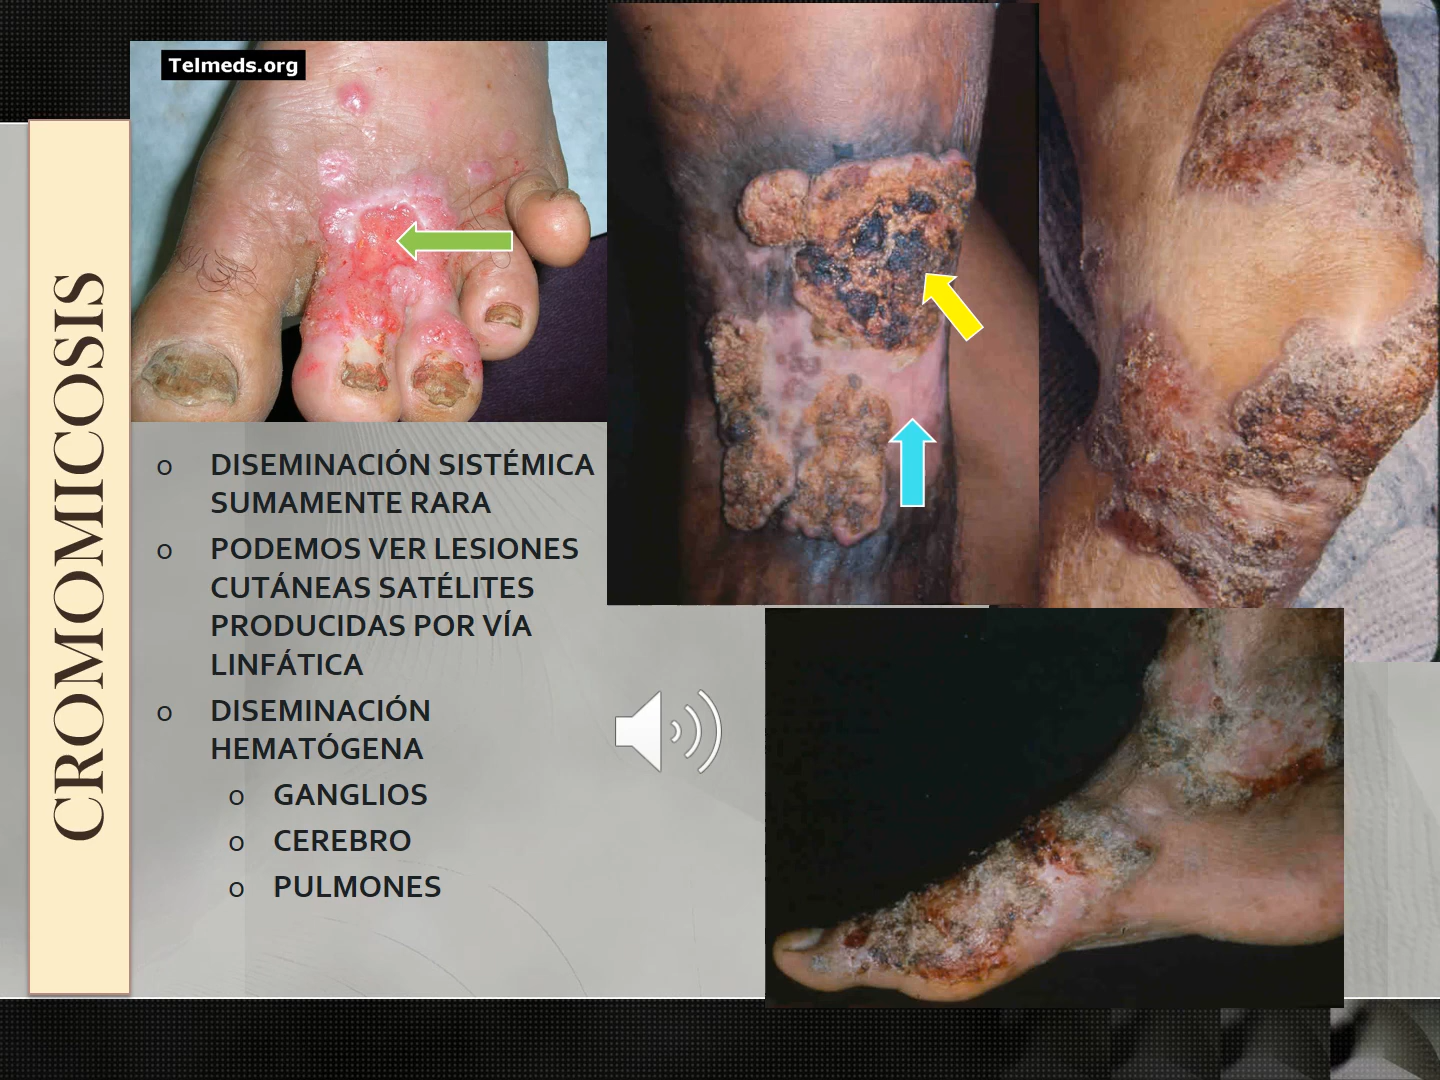 Telmeds.org
CROMOMICOSIS
o DISEMINACIÓN SISTÉMICA
SUMAMENTE RARA
o PODEMOS VER LESIONES
CUTÁNEAS SATÉLITES
PRODUCIDAS POR VÍA
LINFÁTICA
o DISEMINACIÓN
HEMATÓGENA
o GANGLIOS
o CEREBRO
o PULMONES